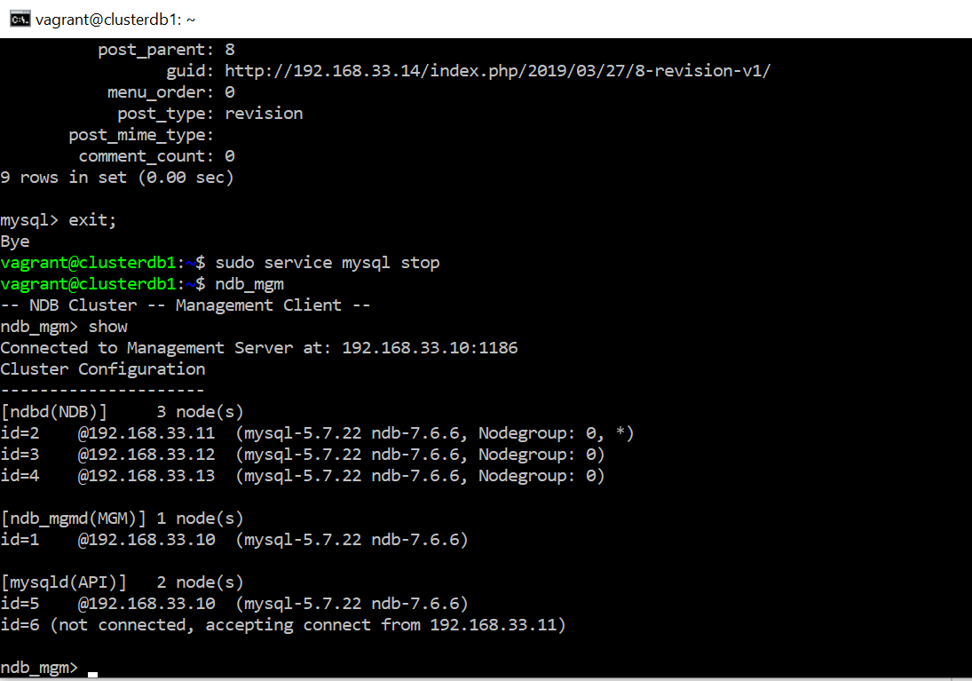 vagrant@clusterdb1: ~
post_parent: 8
guid: http://192.168.33.14/index.php/2019/03/27/8-revision-v1/
menu_order: 0
post_type: revision
post_mime_type:
comment_count: 0
9 rows in set (0.00 sec)
mysql> exit;
Bye
vagrant@clusterdb1:~$ sudo service mysql stop
vagrant@clusterdb1:~$ ndb_mgm
-- NDB Cluster -- Management Client --
ndb_mgm> show
Connected to Management Server at: 192.168.33.10:1186
Cluster Configuration
---------------------
[ndbd(NDB)]     3 node(s)
id=2    @192.168.33.11  (mysql-5.7.22 ndb-7.6.6, Nodegroup: 0, *)
id=3    @192.168.33.12  (mysql-5.7.22 ndb-7.6.6, Nodegroup: 0)
id=4    @192.168.33.13  (mysql-5.7.22 ndb-7.6.6, Nodegroup: 0)
[ndb_mgmd(MGM)] 1 node(s)
id=1    @192.168.33.10  (mysql-5.7.22 ndb-7.6.6)
[mysqld(API)]   2 node(s)
id=5    @192.168.33.10  (mysql-5.7.22 ndb-7.6.6)
id=6 (not connected, accepting connect from 192.168.33.11)
ndb_mgm>